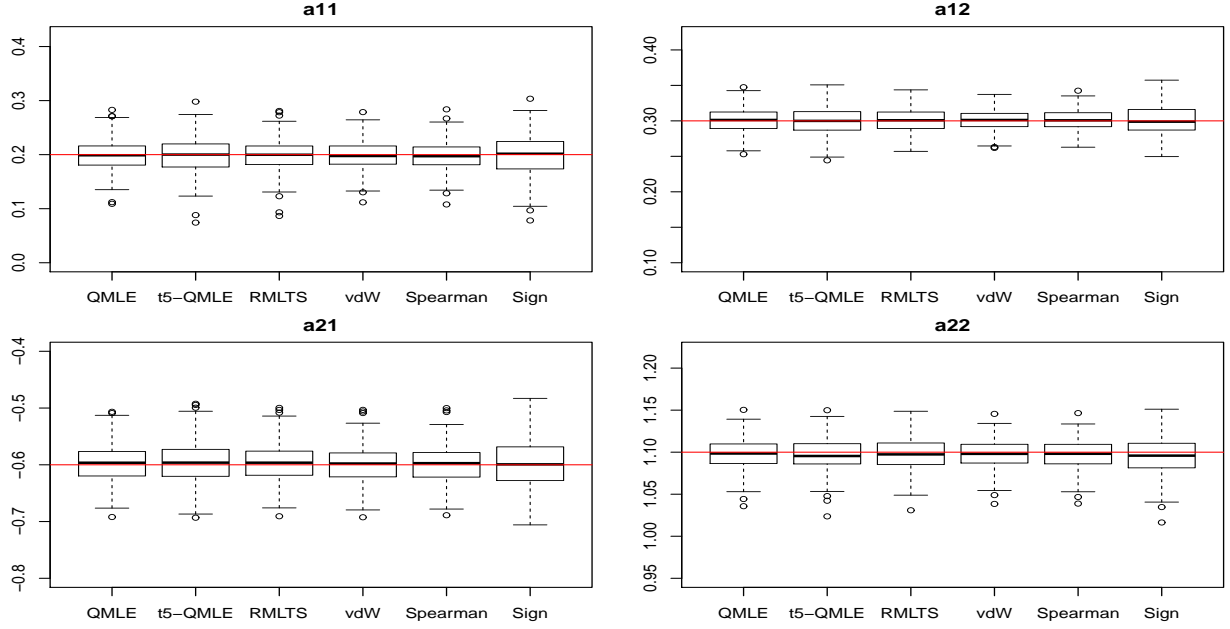 a11
0.4
0.3
0.2
0.1
0.0
QMLE t5−QMLE RMLTS vdW Spearman Sign
a12
0.40
0.30
0.20
0.10
QMLE t5−QMLE RMLTS vdW Spearman Sign
a21
−0.4
−0.5
−0.6
−0.7
−0.8
QMLE t5−QMLE RMLTS vdW Spearman Sign
a22
1.20
1.15
1.10
1.05
1.00
0.95
QMLE t5−QMLE RMLTS vdW Spearman Sign